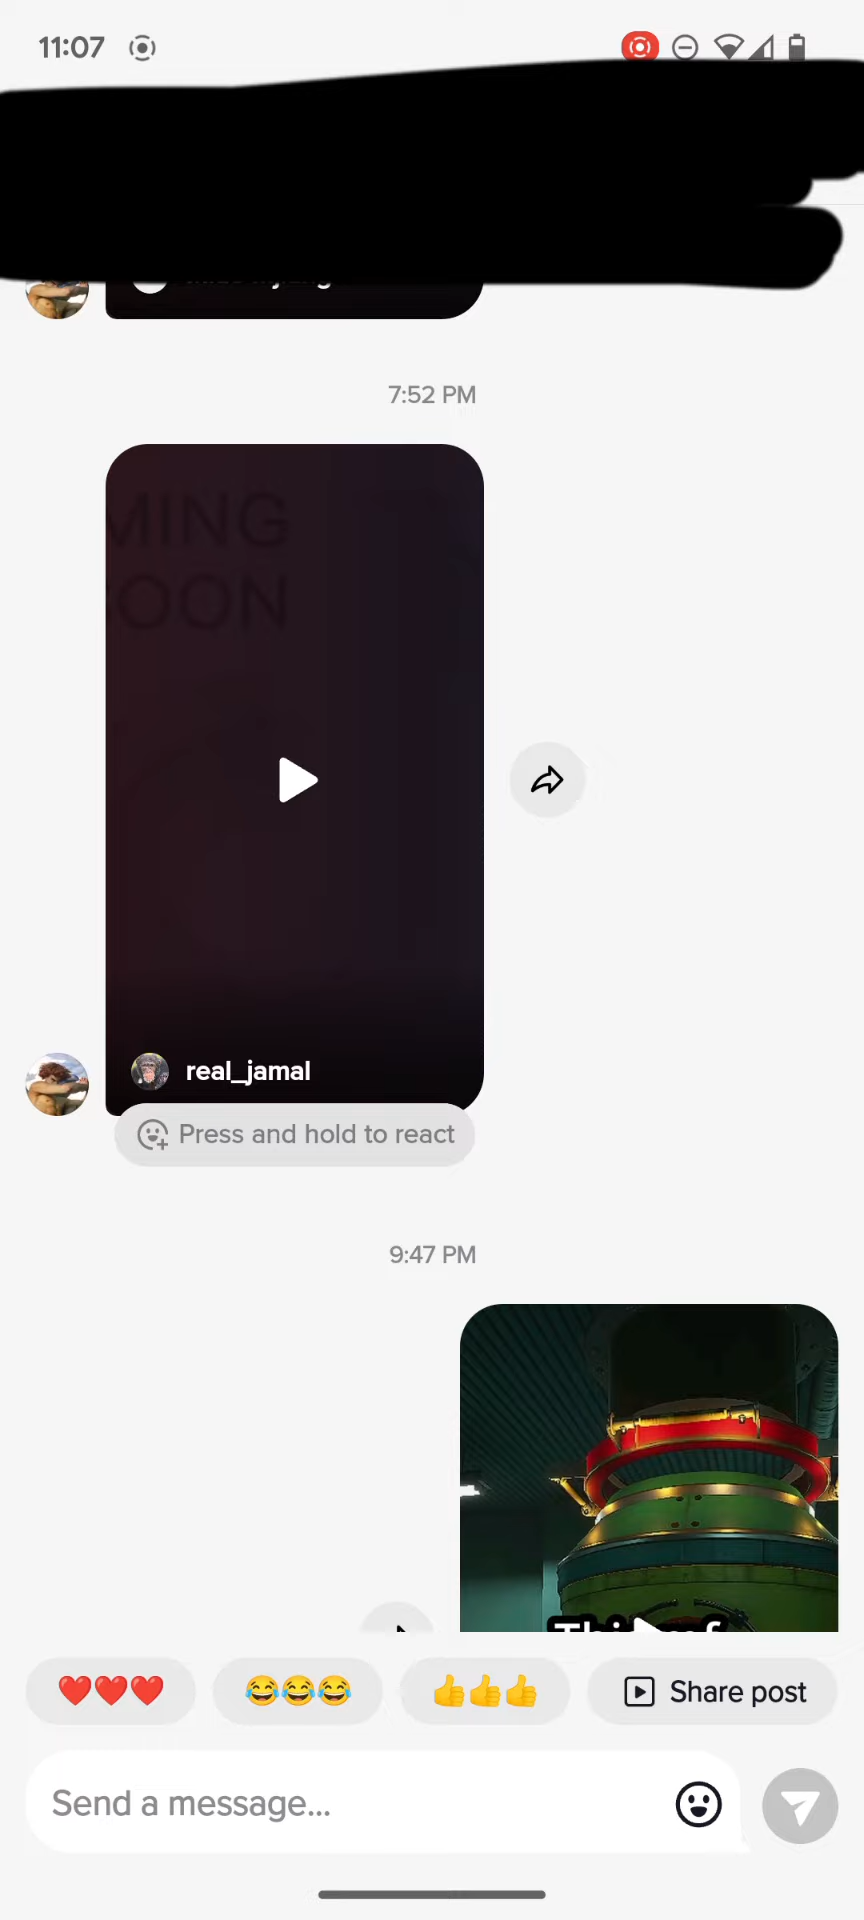 11:07
7:52 PM
MING
OON
real_jamal
Press and hold to react
9:47 PM
❤️❤️❤️
😂😂😂
👍👍👍
Share post
Send a message...